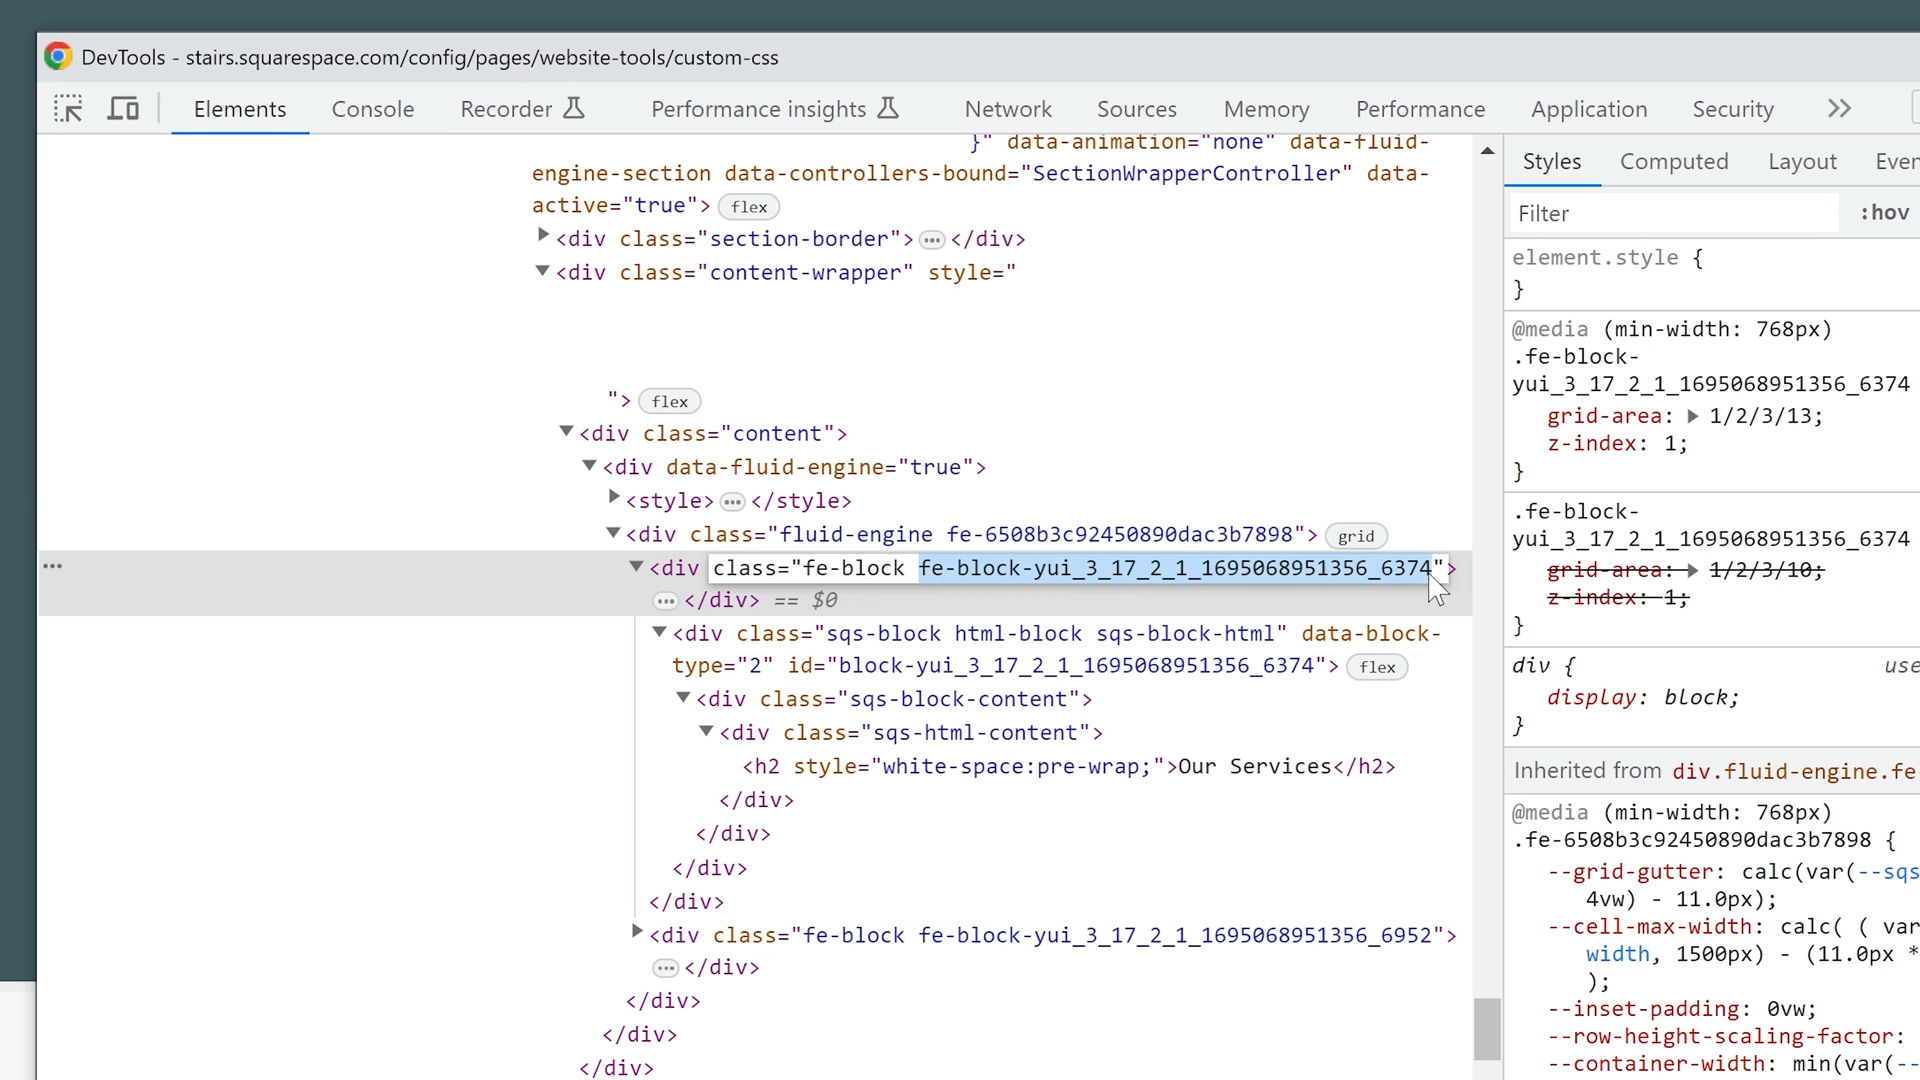 DevTools - stairs.squarespace.com/config/pages/website-tools/custom-css
Elements Console Recorder Performance insights Network Sources Memory Performance Application Security
}" data-animation="none" data-fluid-
engine-section data-controllers-bound="SectionWrapperController" data-
active="true"> flex
<div class="section-border"> … </div>
<div class="content-wrapper" style="
"> flex
<div class="content">
<div data-fluid-engine="true">
<style> … </style>
<div class="fluid-engine fe-6508b3c92450890dac3b7898"> grid
<div class="fe-block fe-block-yui_3_17_2_1_1695068951356_6374">
… </div> == $0
<div class="sqs-block html-block sqs-block-html" data-block-
type="2" id="block-yui_3_17_2_1_1695068951356_6374"> flex
<div class="sqs-block-content">
<div class="sqs-html-content">
<h2 style="white-space:pre-wrap;">Our Services</h2>
</div>
</div>
</div>
</div>
<div class="fe-block fe-block-yui_3_17_2_1_1695068951356_6952">
… </div>
</div>
</div>
</div>
Styles Computed Layout Even
Filter :hov
element.style {
}
@media (min-width: 768px)
.fe-block-
yui_3_17_2_1_1695068951356_6374
grid-area: 1/2/3/13;
z-index: 1;
}
.fe-block-
yui_3_17_2_1_1695068951356_6374
grid-area: 1/2/3/10;
z-index: 1;
}
div { use
display: block;
}
Inherited from div.fluid-engine.fe
@media (min-width: 768px)
.fe-6508b3c92450890dac3b7898 {
--grid-gutter: calc(var(--sqs
4vw) - 11.0px);
--cell-max-width: calc( ( var
width, 1500px) - (11.0px *
);
--inset-padding: 0vw;
--row-height-scaling-factor:
--container-width: min(var(--